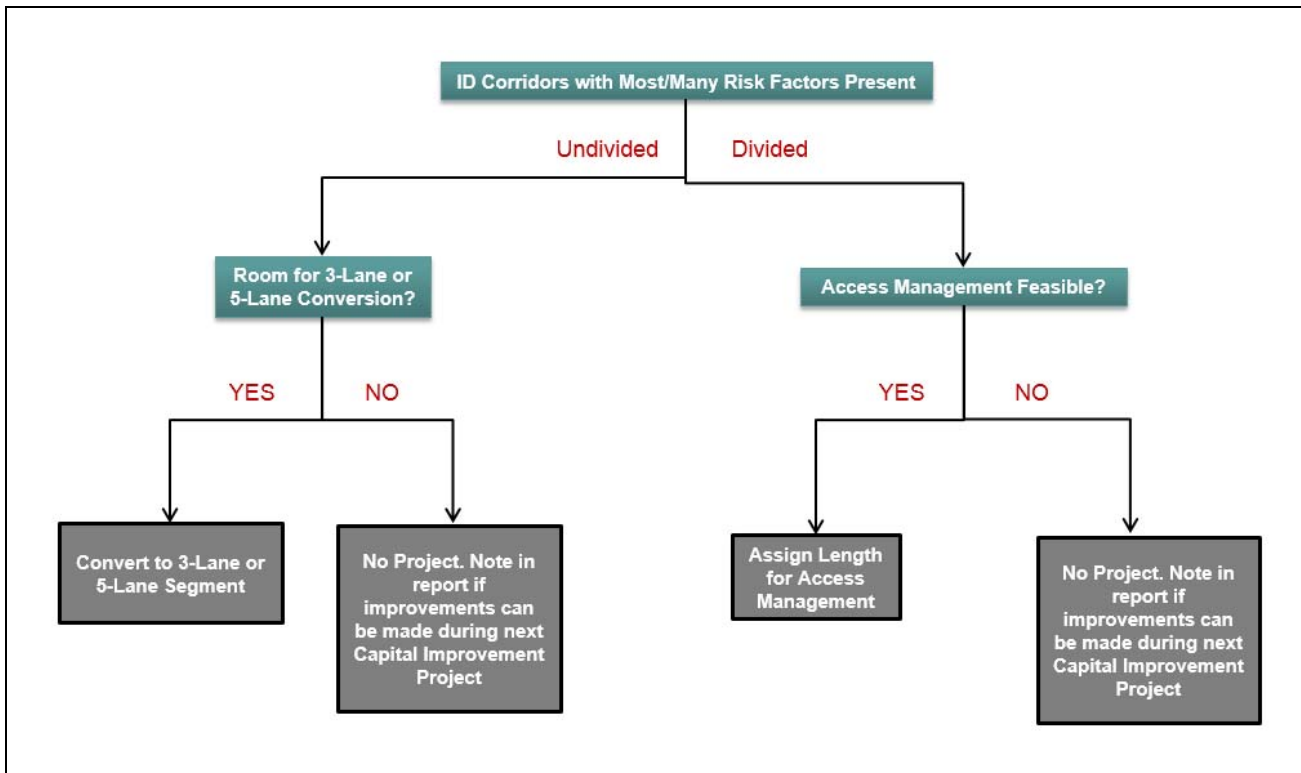 ID Corridors with Most/Many Risk Factors Present
Undivided
Divided
Room for 3-Lane or
5-Lane Conversion?
Access Management Feasible?
YES
NO
YES
NO
Convert to 3-Lane or
5-Lane Segment
No Project. Note in
report if
improvements can
be made during next
Capital Improvement
Project
Assign Length
for Access
Management
No Project. Note in
report if
improvements can
be made during next
Capital Improvement
Project